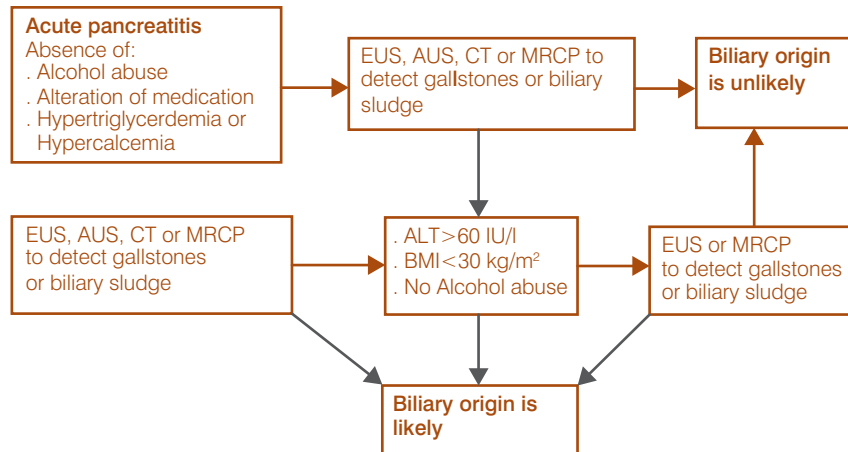 Acute pancreatitis
Absence of:
. Alcohol abuse
. Alteration of medication
. Hypertriglycerdemia or
Hypercalcemia
EUS, AUS, CT or MRCP to
detect gallstones or biliary
sludge
Biliary origin
is unlikely
EUS, AUS, CT or MRCP
to detect gallstones
or biliary sludge
. ALT>60 IU/l
. BMI<30 kg/m²
. No Alcohol abuse
EUS or MRCP
to detect gallstones
or biliary sludge
Biliary origin is
likely